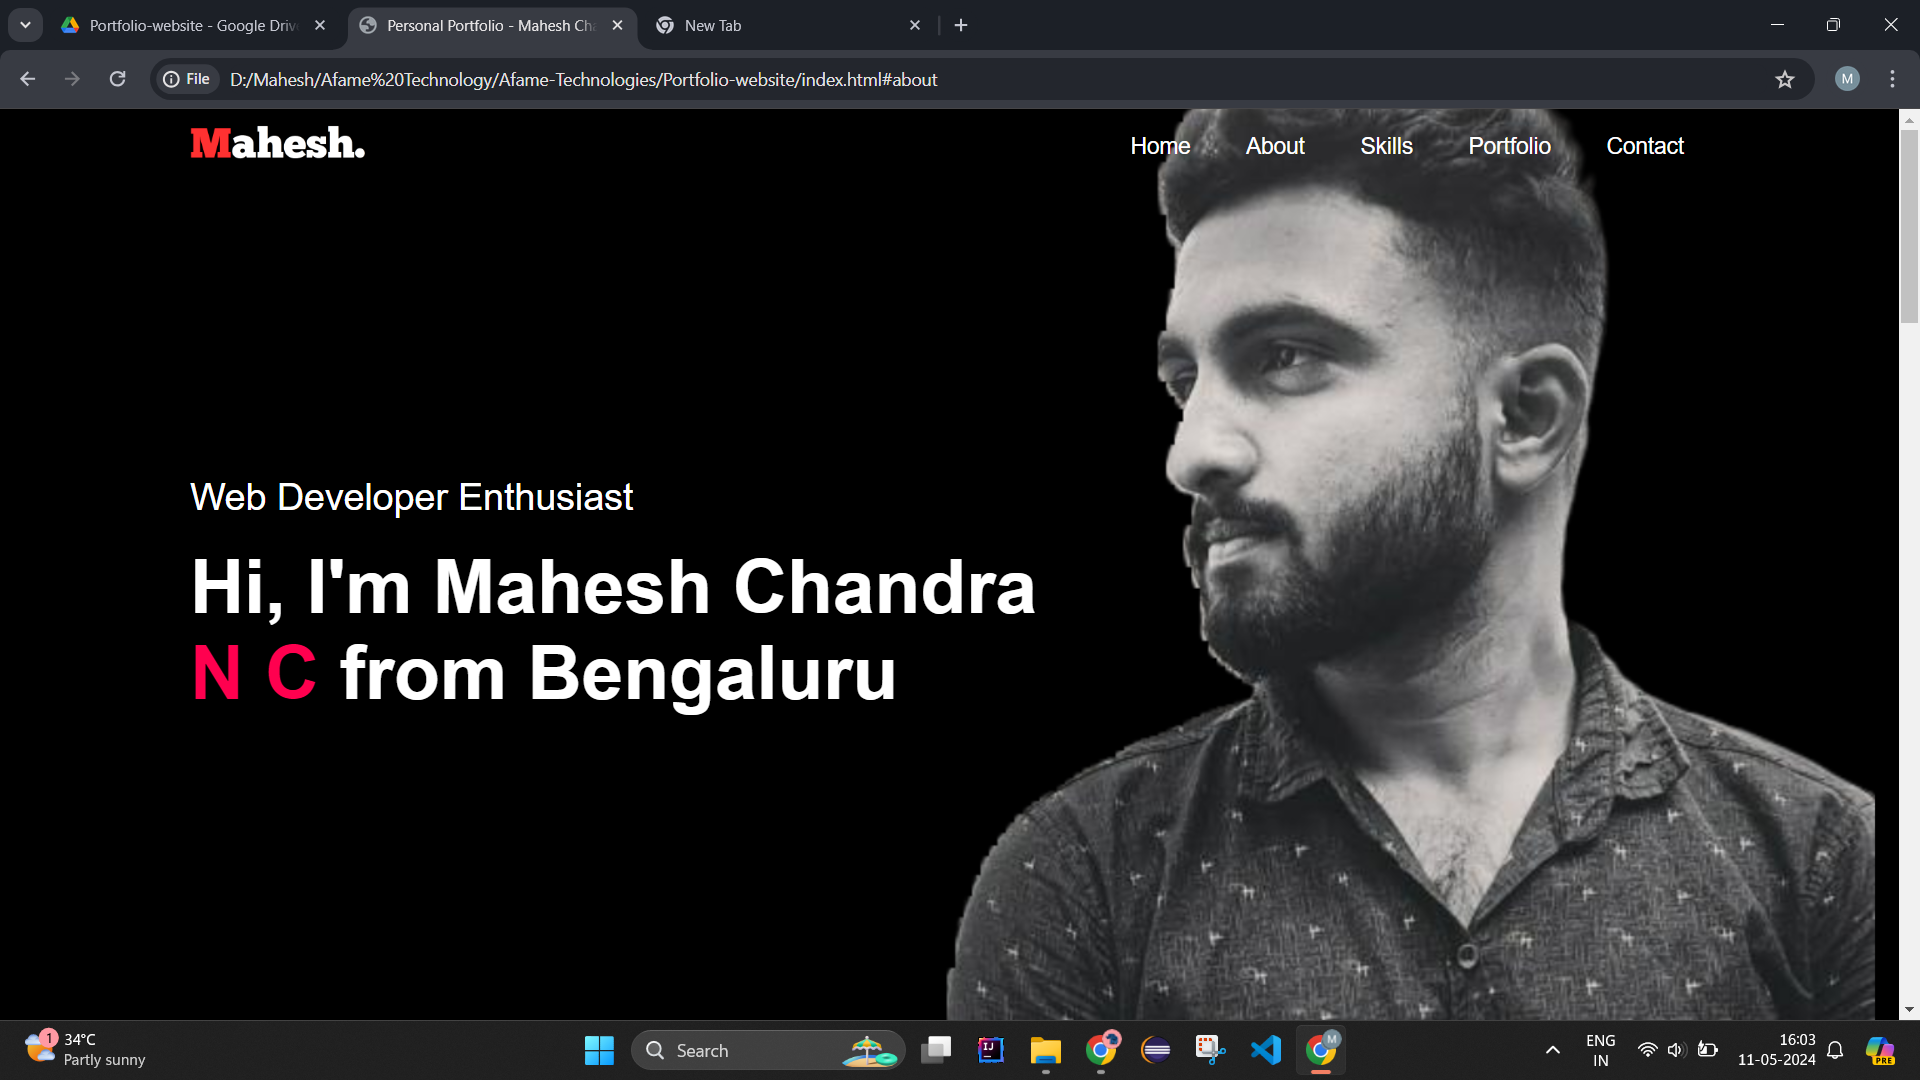 Portfolio-website - Google Driv
Personal Portfolio - Mahesh Ch
New Tab
File
D:/Mahesh/Afame%20Technology/Afame-Technologies/Portfolio-website/index.html#about
M
Mahesh.
Home
About
Skills
Portfolio
Contact
Web Developer Enthusiast
Hi, I'm Mahesh Chandra
N C from Bengaluru
1
34°C
Partly sunny
Search
IJ
M
ENG
IN
16:03
11-05-2024
PRE